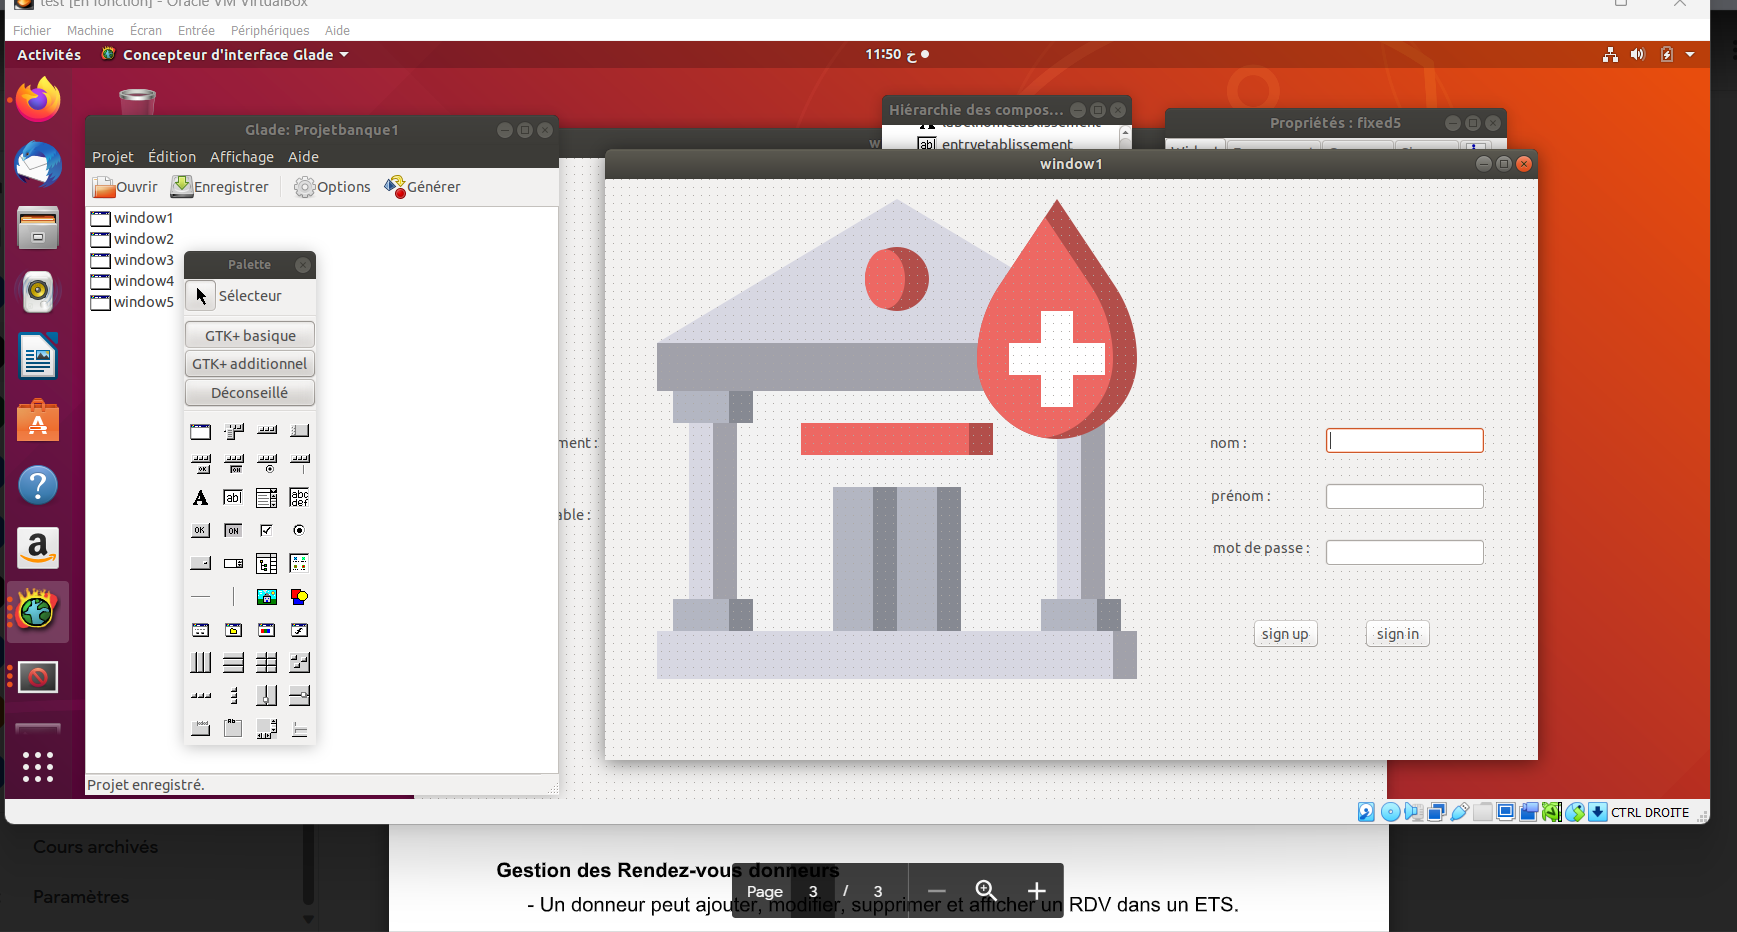 test [En fonction] - Oracle VM VirtualBox
Fichier Machine Écran Entrée Périphériques Aide
Activités Concepteur d'interface Glade 11:50 خ
Hiérarchie des compos...
labelnometablissement
entryetablissement
Propriétés : fixed5
Glade: Projetbanque1
Projet Édition Affichage Aide
Ouvrir Enregistrer Options Générer
window1
window2
window3
window4
window5
Palette
Sélecteur
GTK+ basique
GTK+ additionnel
Déconseillé
window1
ment :
able :
nom :
prénom :
mot de passe :
sign up sign in
Projet enregistré.
CTRL DROITE
Cours archivés
Paramètres
Gestion des Rendez-vous donneurs
- Un donneur peut ajouter, modifier, supprimer et afficher un RDV dans un ETS.
Page 3 / 3